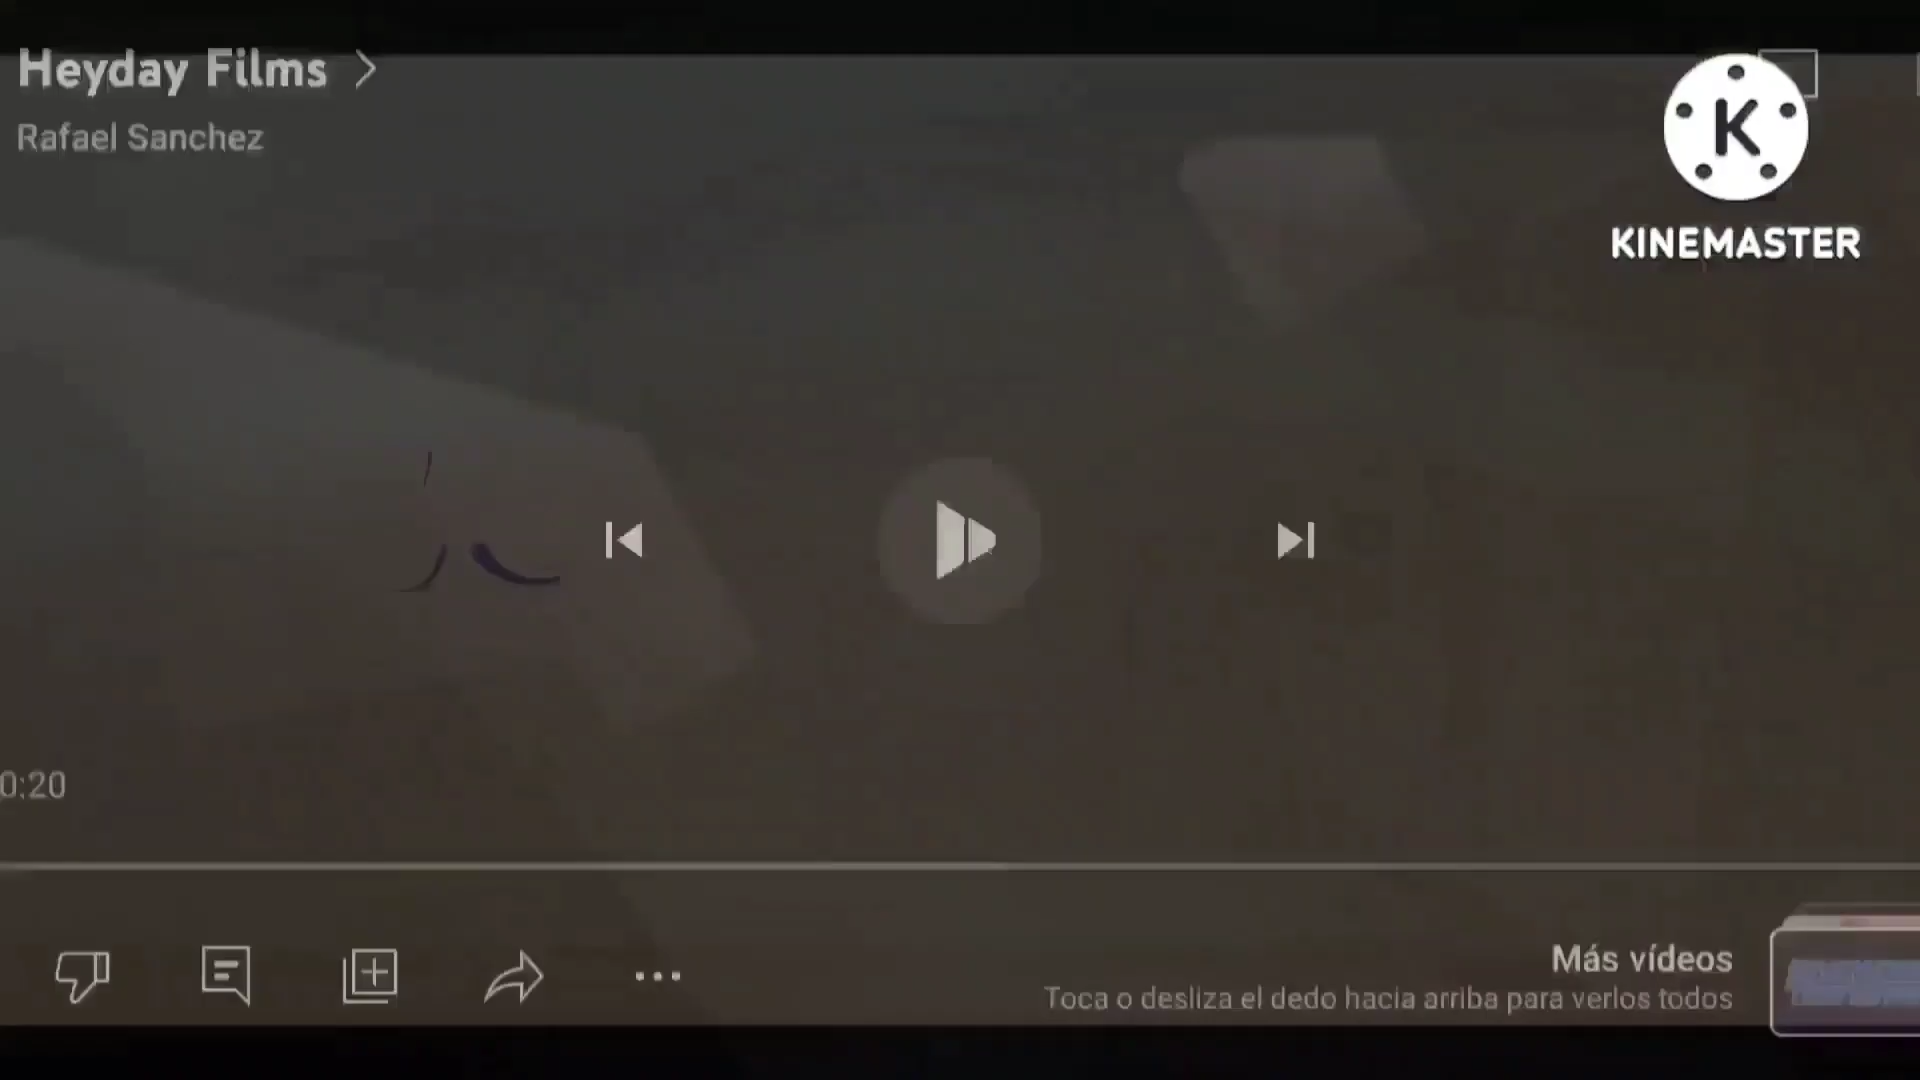 Heyday Films
Rafael Sanchez
K
KINEMASTER
0:20
Más vídeos
Toca o desliza el dedo hacia arriba para verlos todos